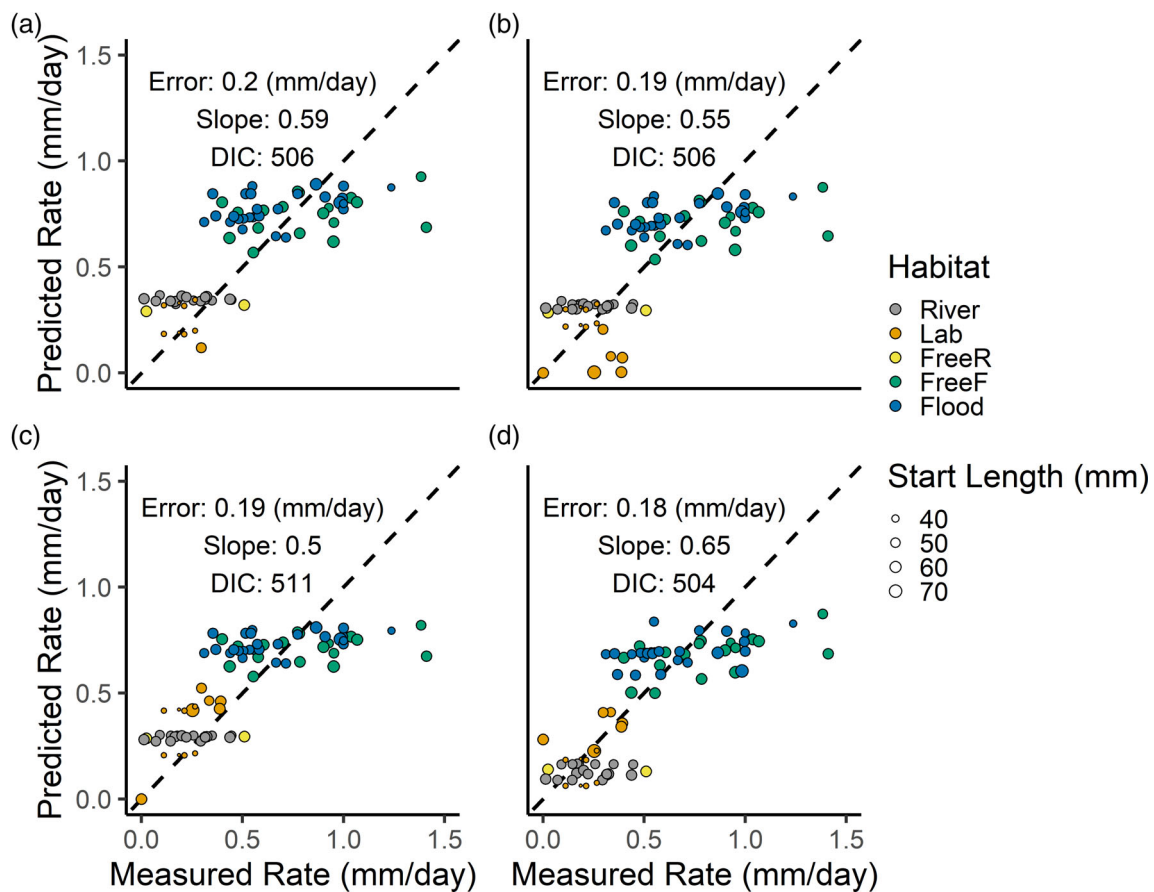 (a)
(b)
Predicted Rate (mm/day)
1.5
1.0
0.5
0.0
Error: 0.2 (mm/day)
Slope: 0.59
DIC: 506
Error: 0.19 (mm/day)
Slope: 0.55
DIC: 506
(c)
(d)
Predicted Rate (mm/day)
1.5
1.0
0.5
0.0
Error: 0.19 (mm/day)
Slope: 0.5
DIC: 511
Error: 0.18 (mm/day)
Slope: 0.65
DIC: 504
0.0 0.5 1.0 1.5
0.0 0.5 1.0 1.5
Measured Rate (mm/day)
Measured Rate (mm/day)
Habitat
River
Lab
FreeR
FreeF
Flood
Start Length (mm)
40
50
60
70